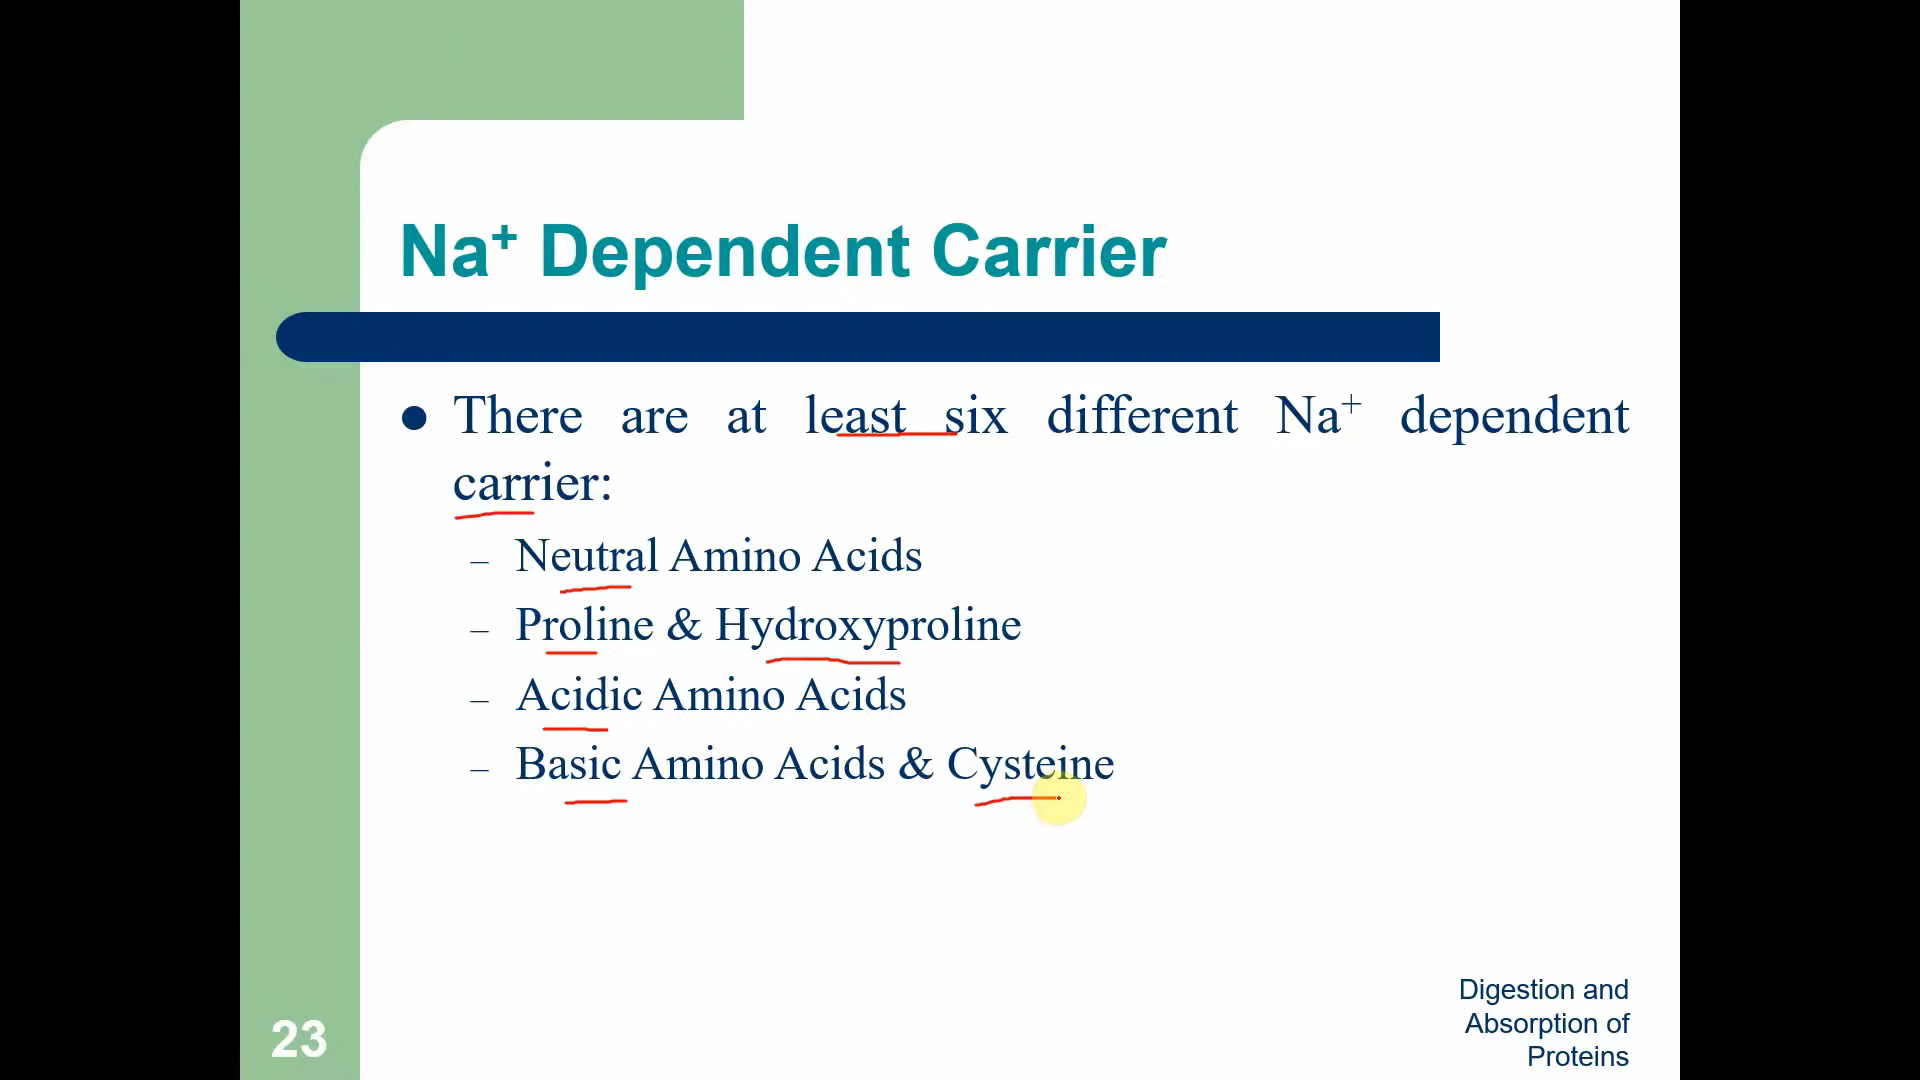 Na⁺ Dependent Carrier
● There are at least six different Na⁺ dependent
carrier:
– Neutral Amino Acids
– Proline & Hydroxyproline
– Acidic Amino Acids
– Basic Amino Acids & Cysteine
23
Digestion and
Absorption of
Proteins